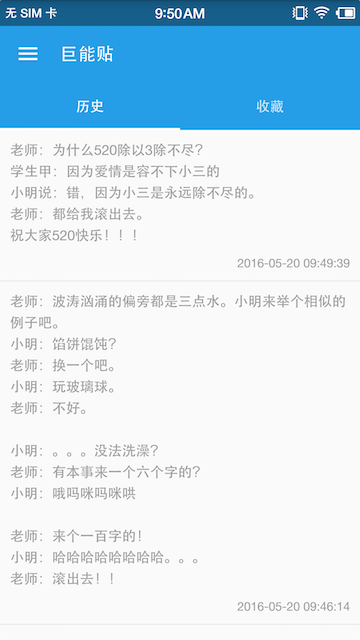 无 SIM 卡 9:50AM
巨能贴
历史 收藏
老师：为什么520除以3除不尽？
学生甲：因为爱情是容不下小三的
小明说：错，因为小三是永远除不尽的。
老师：都给我滚出去。
祝大家520快乐！！！
2016-05-20 09:49:39
老师：波涛汹涌的偏旁都是三点水。小明来举个相似的
例子吧。
小明：馅饼馄饨？
老师：换一个吧。
小明：玩玻璃球。
老师：不好。
小明：。。。没法洗澡？
老师：有本事来一个六个字的？
小明：哦吗咪吗咪哄
老师：来个一百字的！
小明：哈哈哈哈哈哈哈哈。。。
老师：滚出去！！
2016-05-20 09:46:14